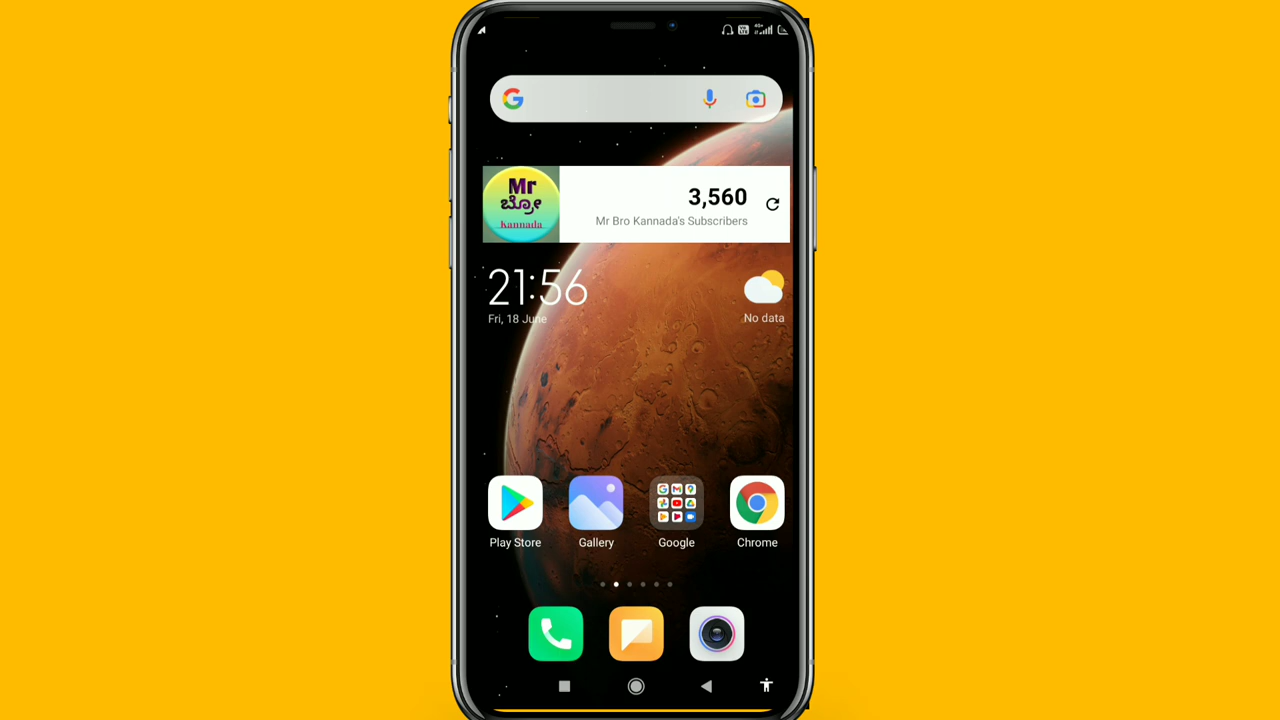 Mr
ಬ್ರೋ
Kannada
3,560
Mr Bro Kannada's Subscribers
21:56
Fri, 18 June
No data
Play Store
Gallery
Google
Chrome